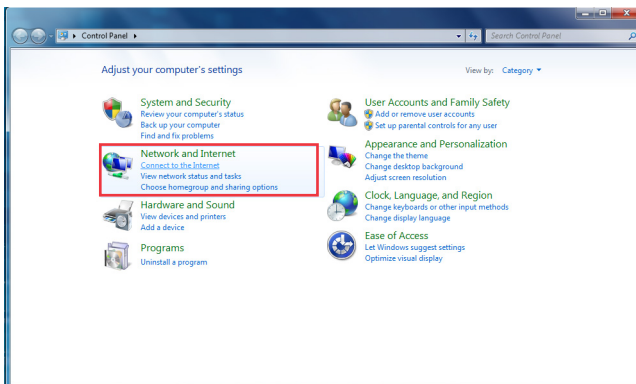 Control Panel
Search Control Panel
Adjust your computer's settings
View by: Category
System and Security
Review your computer's status
Back up your computer
Find and fix problems
Network and Internet
Connect to the Internet
View network status and tasks
Choose homegroup and sharing options
Hardware and Sound
View devices and printers
Add a device
Programs
Uninstall a program
User Accounts and Family Safety
Add or remove user accounts
Set up parental controls for any user
Appearance and Personalization
Change the theme
Change desktop background
Adjust screen resolution
Clock, Language, and Region
Change keyboards or other input methods
Change display language
Ease of Access
Let Windows suggest settings
Optimize visual display